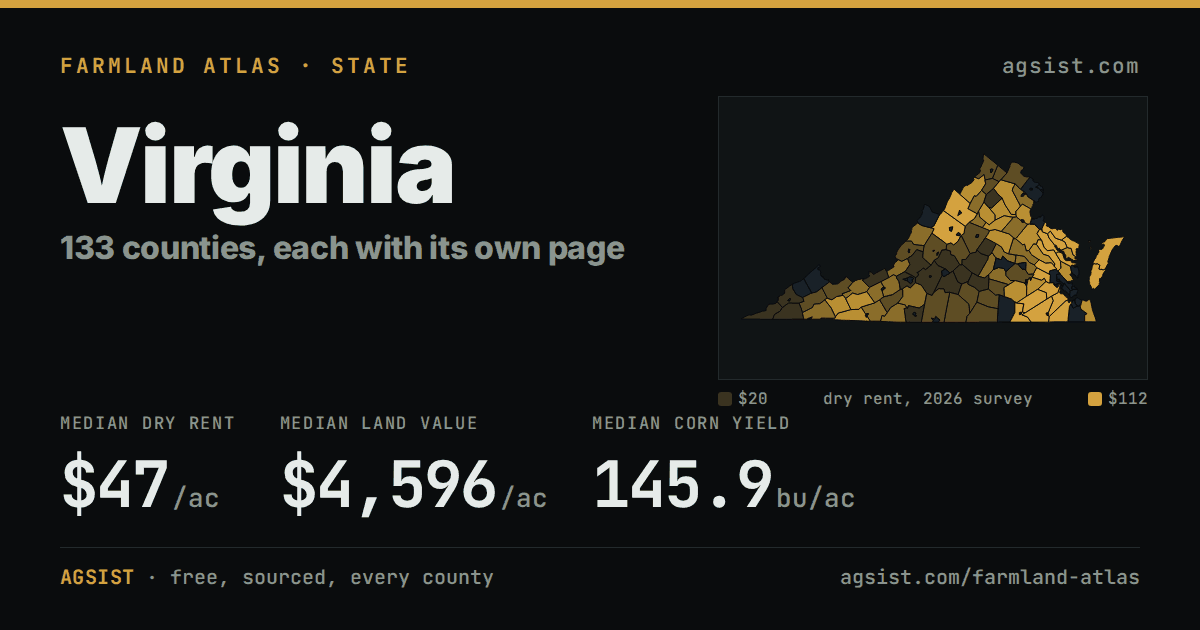 FARMLAND ATLAS · STATE
agsist.com
Virginia
133 counties, each with its own page
$20
dry rent, 2026 survey
$112
MEDIAN DRY RENT
MEDIAN LAND VALUE
MEDIAN CORN YIELD
$47/ac
$4,596/ac
145.9bu/ac
AGSIST · free, sourced, every county
agsist.com/farmland-atlas